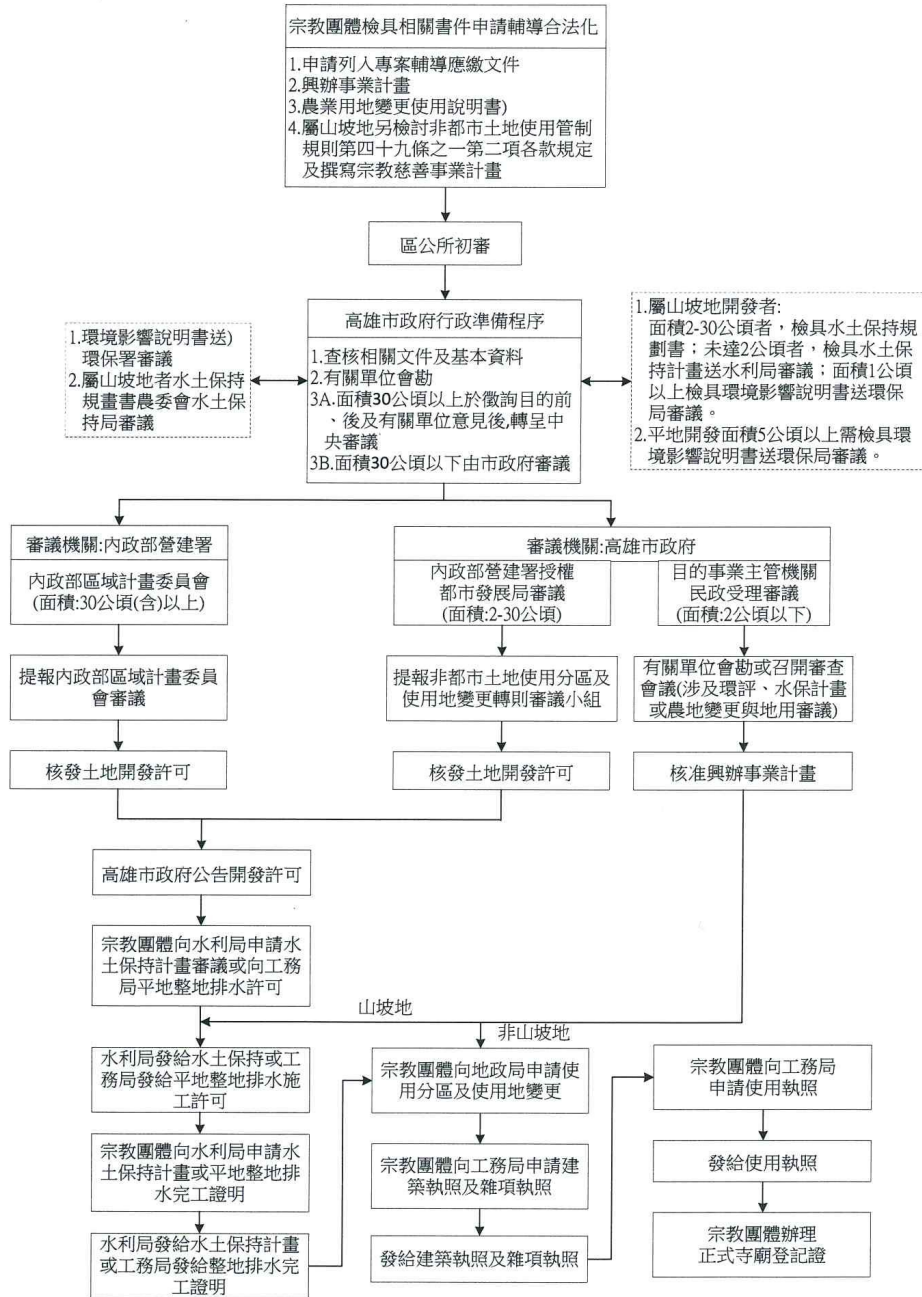 宗教團體檢具相關書件申請輔導合法化
1.申請列入專案輔導應繳文件
2.興辦事業計畫
3.農業用地變更使用說明書)
4.屬山坡地另檢討非都市土地使用管制
規則第四十九條之一第二項各款規定
及撰寫宗教慈善事業計畫
區公所初審
1.環境影響說明書送)
環保署審議
2.屬山坡地者水土保持
規畫書農委會水土保
持局審議
高雄市政府行政準備程序
1.查核相關文件及基本資料
2.有關單位會勘
3A.面積30公頃以上於徵詢目的前
、後及有關單位意見後,轉呈中
央審議
3B.面積30公頃以下由市政府審議
1.屬山坡地開發者:
面積2-30公頃者，檢具水土保持規
劃書；未達2公頃者，檢具水土保
持計畫送水利局審議；面積1公頃
以上檢具環境影響說明書送環保
局審議。
2.平地開發面積5公頃以上需檢具環
境影響說明書送環保局審議。
審議機關:內政部營建署
內政部區域計畫委員會
(面積:30公頃(含)以上)
提報內政部區域計畫委員
會審議
核發土地開發許可
審議機關:高雄市政府
內政部營建署授權
都市發展局審議
(面積:2-30公頃)
提報非都市土地使用分區及
使用地變更轉則審議小組
核發土地開發許可
目的事業主管機關
民政受理審議
(面積:2公頃以下)
有關單位會勘或召開審查
會議(涉及環評、水保計畫
或農地變更與地用審議)
核准興辦事業計畫
高雄市政府公告開發許可
宗教團體向水利局申請水
土保持計畫審議或向工務
局平地整地排水許可
山坡地
非山坡地
水利局發給水土保持或工
務局發給平地整地排水施
工許可
宗教團體向水利局申請水
土保持計畫或平地整地排
水完工證明
水利局發給水土保持計畫
或工務局發給整地排水完
工證明
宗教團體向地政局申請使
用分區及使用地變更
宗教團體向工務局申請建
築執照及雜項執照
發給建築執照及雜項執照
宗教團體向工務局
申請使用執照
發給使用執照
宗教團體辦理
正式寺廟登記證